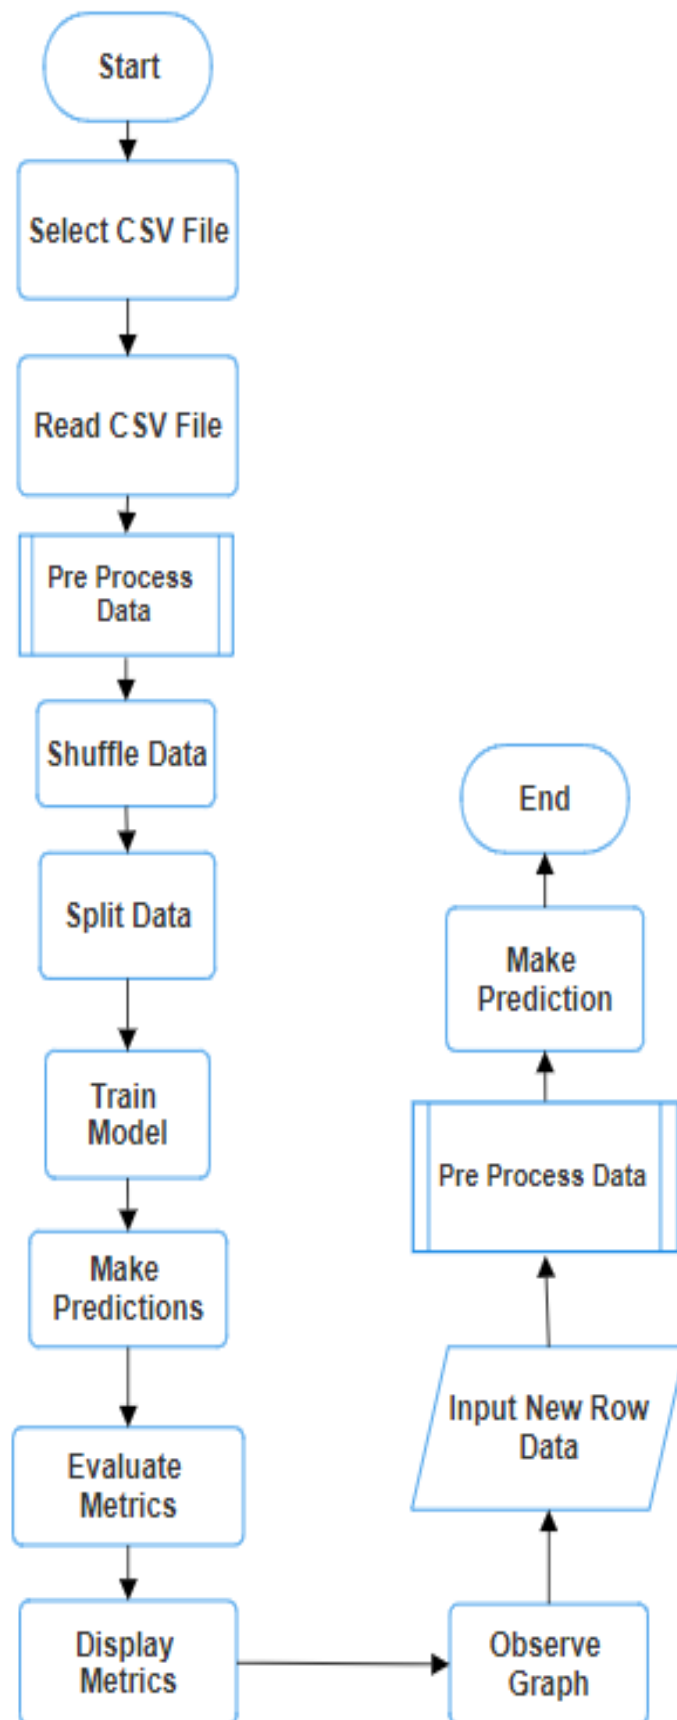 Start
Select CSV File
Read CSV File
Pre Process
Data
Shuffle Data
Split Data
Train
Model
Make
Predictions
Evaluate
Metrics
Display
Metrics
Observe
Graph
Input New Row
Data
Pre Process Data
Make
Prediction
End